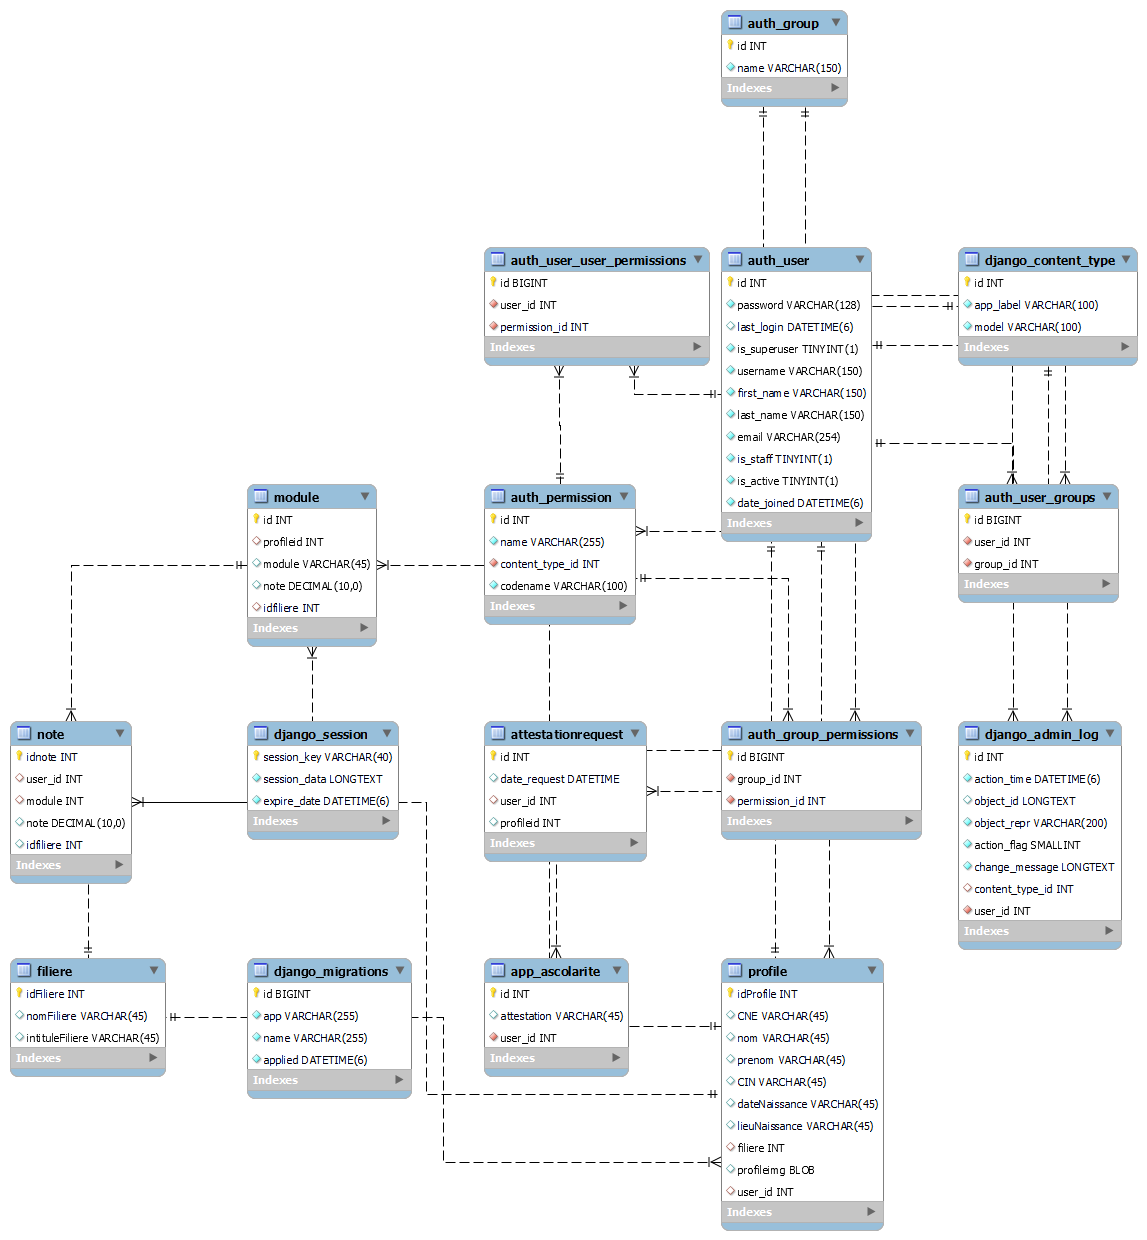 auth_group
id INT
name VARCHAR(150)
Indexes
auth_user_user_permissions
id BIGINT
user_id INT
permission_id INT
Indexes
auth_user
id INT
password VARCHAR(128)
last_login DATETIME(6)
is_superuser TINYINT(1)
username VARCHAR(150)
first_name VARCHAR(150)
last_name VARCHAR(150)
email VARCHAR(254)
is_staff TINYINT(1)
is_active TINYINT(1)
date_joined DATETIME(6)
Indexes
django_content_type
id INT
app_label VARCHAR(100)
model VARCHAR(100)
Indexes
module
id INT
profileid INT
module VARCHAR(45)
note DECIMAL(10,0)
idfiliere INT
Indexes
auth_permission
id INT
name VARCHAR(255)
content_type_id INT
codename VARCHAR(100)
Indexes
auth_user_groups
id BIGINT
user_id INT
group_id INT
Indexes
note
idnote INT
user_id INT
module INT
note DECIMAL(10,0)
idfiliere INT
Indexes
django_session
session_key VARCHAR(40)
session_data LONGTEXT
expire_date DATETIME(6)
Indexes
attestationrequest
id INT
date_request DATETIME
user_id INT
profileid INT
Indexes
auth_group_permissions
id BIGINT
group_id INT
permission_id INT
Indexes
django_admin_log
id INT
action_time DATETIME(6)
object_id LONGTEXT
object_repr VARCHAR(200)
action_flag SMALLINT
change_message LONGTEXT
content_type_id INT
user_id INT
Indexes
filiere
idFiliere INT
nomFiliere VARCHAR(45)
intituleFiliere VARCHAR(45)
Indexes
django_migrations
id BIGINT
app VARCHAR(255)
name VARCHAR(255)
applied DATETIME(6)
Indexes
app_ascolarite
id INT
attestation VARCHAR(45)
user_id INT
Indexes
profile
idProfile INT
CNE VARCHAR(45)
nom VARCHAR(45)
prenom VARCHAR(45)
CIN VARCHAR(45)
dateNaissance VARCHAR(45)
lieuNaissance VARCHAR(45)
filiere INT
profileimg BLOB
user_id INT
Indexes